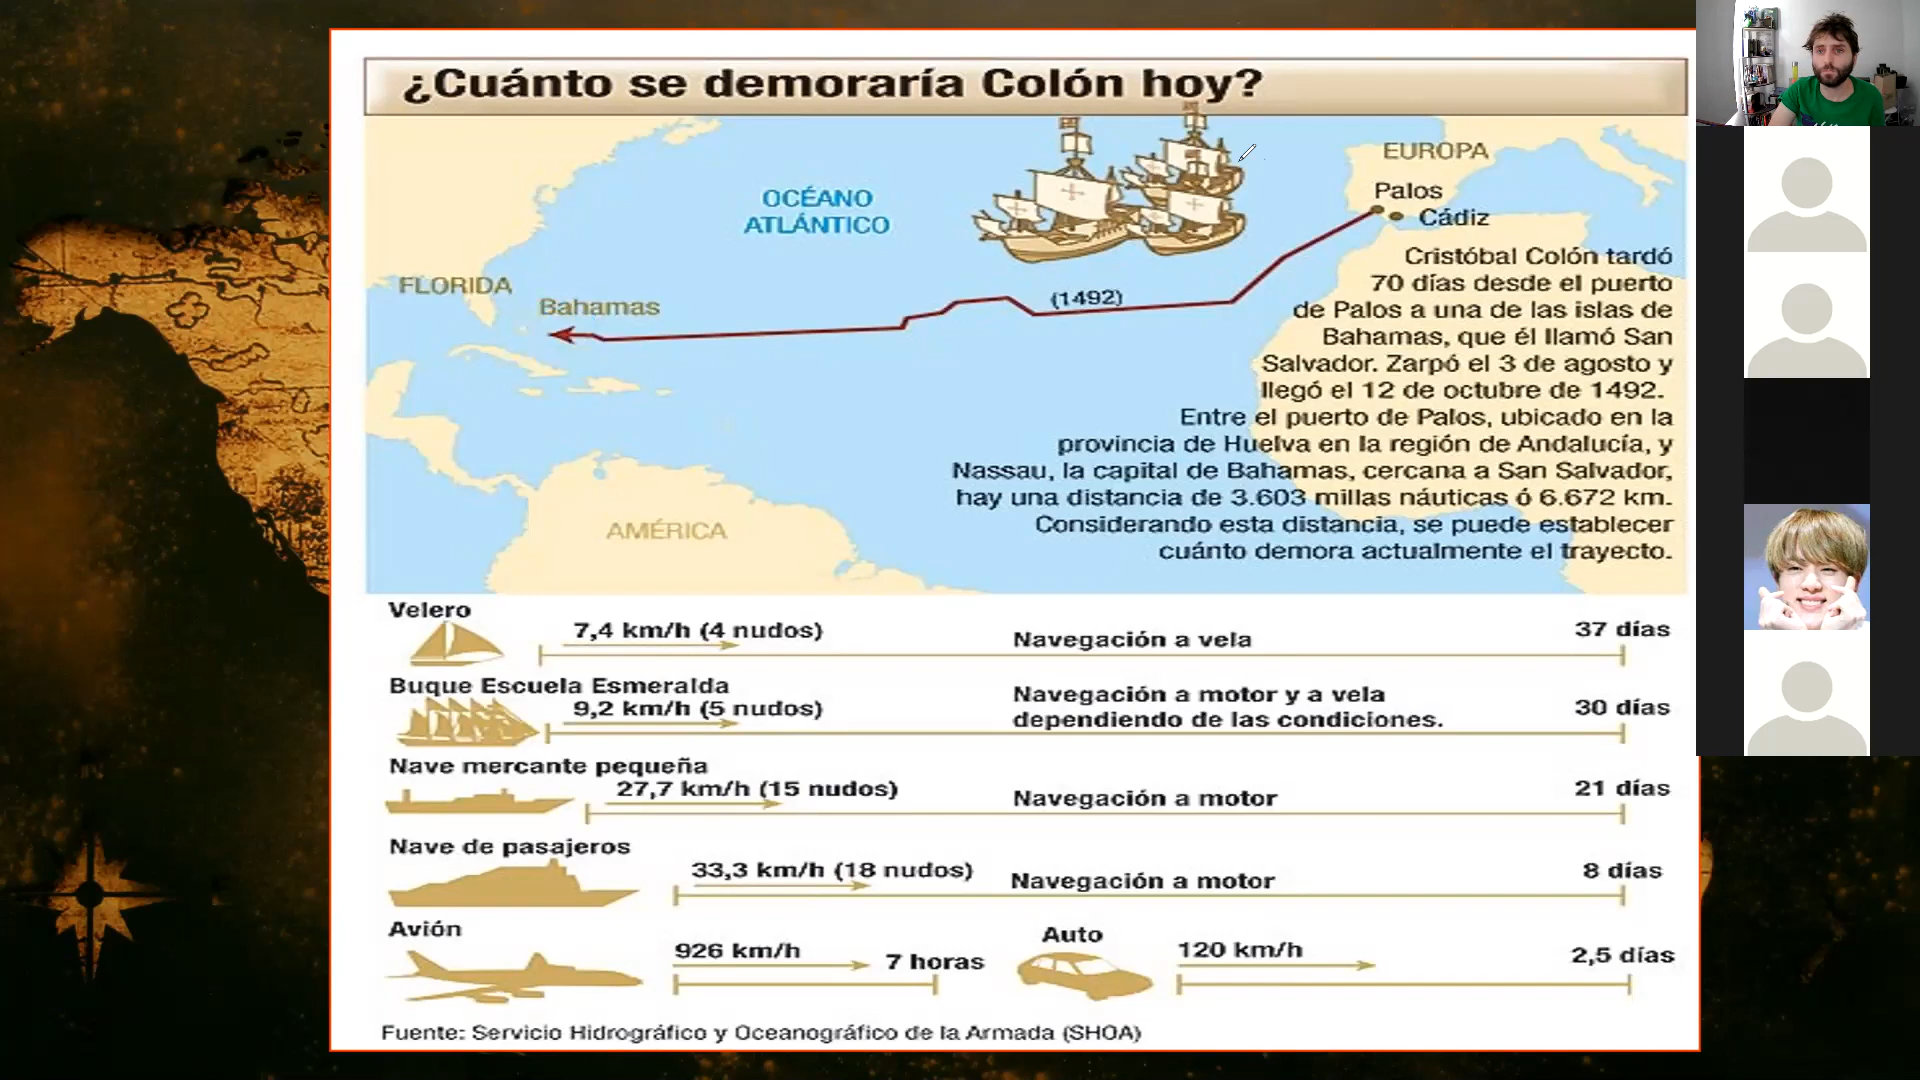 ¿Cuánto se demoraría Colón hoy?
EUROPA
Palos
Cádiz
OCÉANO
ATLÁNTICO
FLORIDA
Bahamas
(1492)
AMÉRICA
Cristóbal Colón tardó
70 días desde el puerto
de Palos a una de las islas de
Bahamas, que él llamó San
Salvador. Zarpó el 3 de agosto y
llegó el 12 de octubre de 1492.
Entre el puerto de Palos, ubicado en la
provincia de Huelva en la región de Andalucía, y
Nassau, la capital de Bahamas, cercana a San Salvador,
hay una distancia de 3.603 millas náuticas ó 6.672 km.
Considerando esta distancia, se puede establecer
cuánto demora actualmente el trayecto.
Velero
7,4 km/h (4 nudos)
Navegación a vela
37 días
Buque Escuela Esmeralda
9,2 km/h (5 nudos)
Navegación a motor y a vela
dependiendo de las condiciones.
30 días
Nave mercante pequeña
27,7 km/h (15 nudos)
Navegación a motor
21 días
Nave de pasajeros
33,3 km/h (18 nudos)
Navegación a motor
8 días
Avión
926 km/h
7 horas
Auto
120 km/h
2,5 días
Fuente: Servicio Hidrográfico y Oceanográfico de la Armada (SHOA)